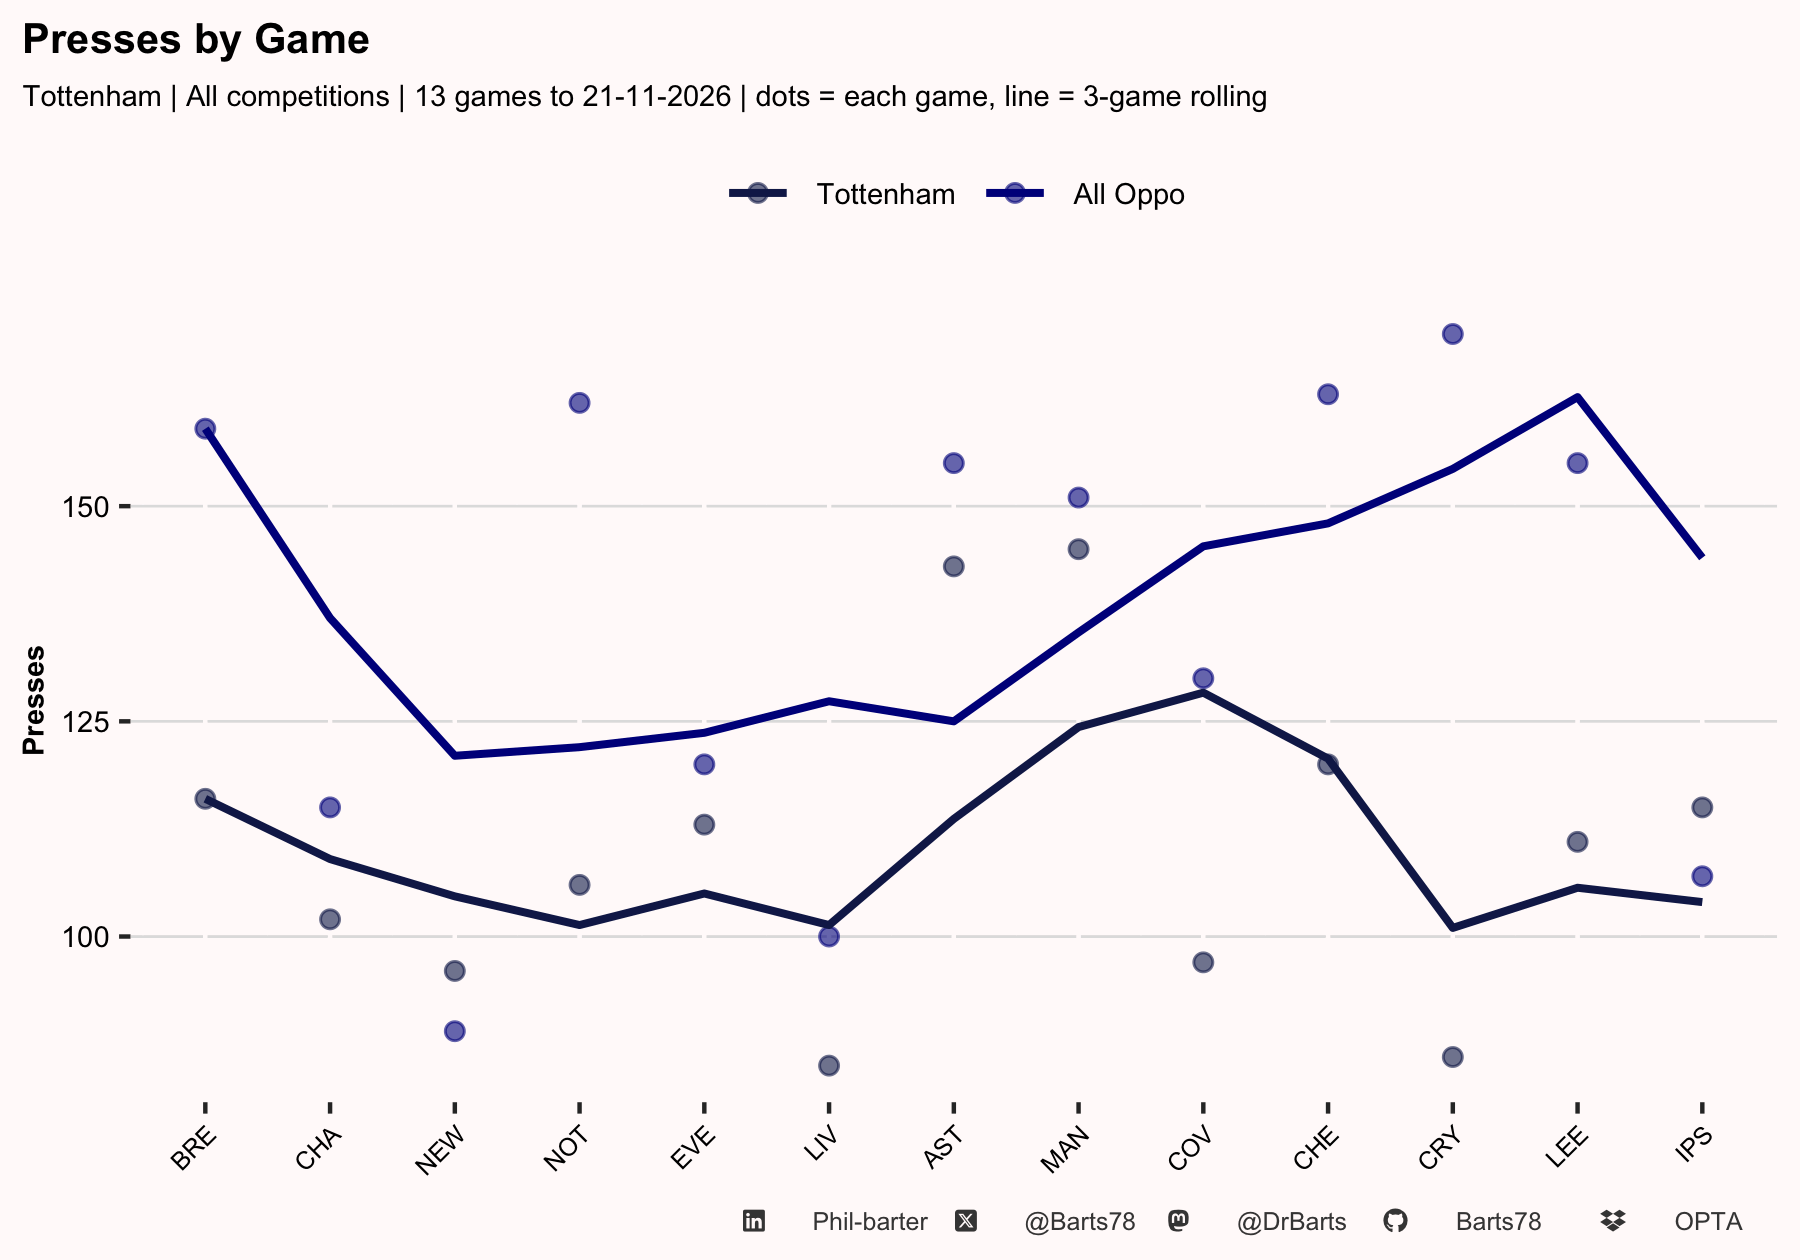 Presses by Game
Tottenham | All competitions | 13 games to 21-11-2026 | dots = each game, line = 3-game rolling
Tottenham All Oppo
Presses
150
125
100
BRE CHA NEW NOT EVE LIV AST MAN COV CHE CRY LEE IPS
Phil-barter @Barts78 @DrBarts Barts78 OPTA